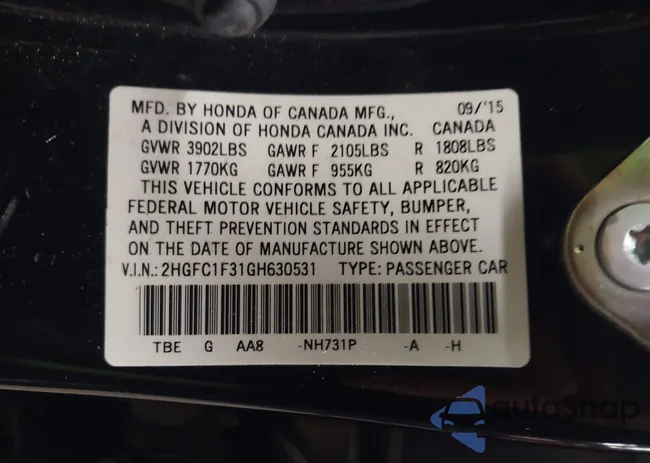 MFD. BY HONDA OF CANADA MFG., 09/'15
A DIVISION OF HONDA CANADA INC. CANADA
GVWR 3902LBS GAWR F 2105LBS R 1808LBS
GVWR 1770KG GAWR F 955KG R 820KG
THIS VEHICLE CONFORMS TO ALL APPLICABLE
FEDERAL MOTOR VEHICLE SAFETY, BUMPER,
AND THEFT PREVENTION STANDARDS IN EFFECT
ON THE DATE OF MANUFACTURE SHOWN ABOVE.
V.I.N.: 2HGFC1F31GH630531 TYPE: PASSENGER CAR
TBE G AA8 -NH731P -A -H
autoSnap